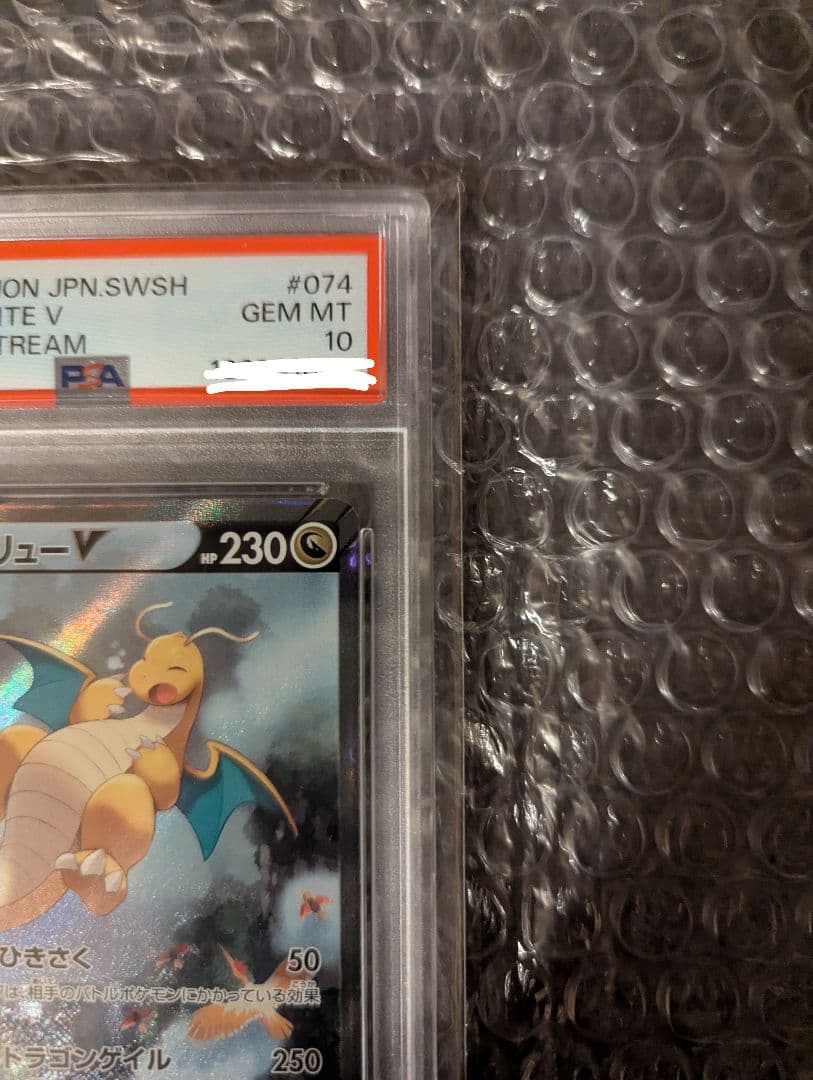 ION JPN.SWSH #074
ITE V GEM MT
TREAM 10
PSA
リューV HP 230
ひきさく 50
は、相手のバトルポケモンにかかっている効果
ドラゴンゲイル 250